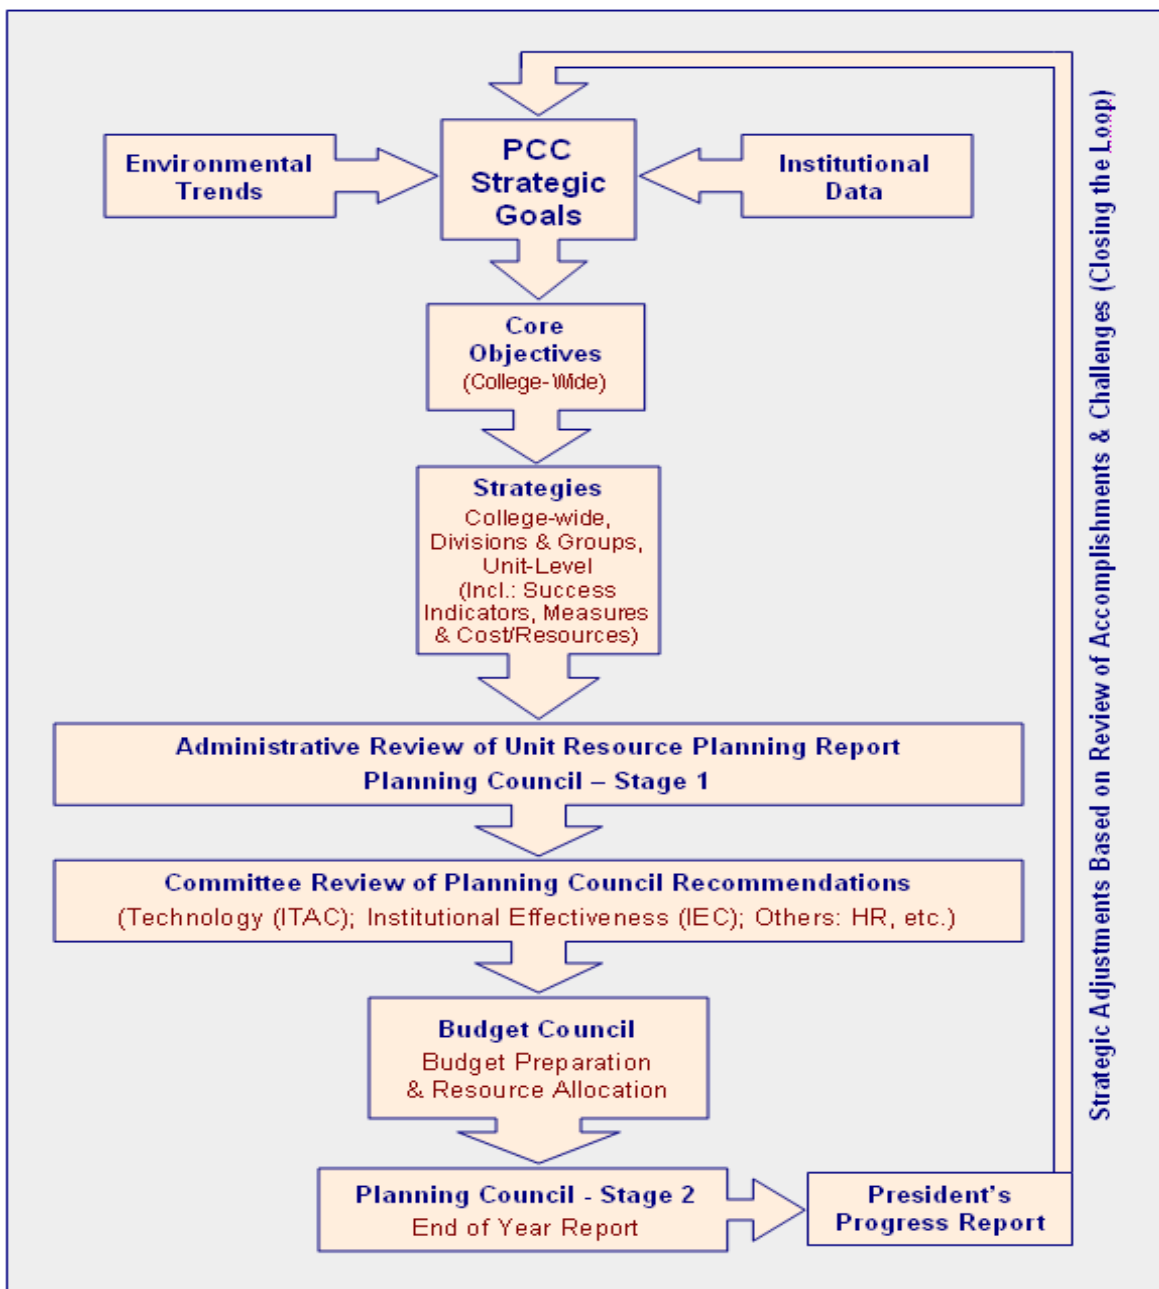 PCC
Strategic
Goals
Environmental
Trends
Institutional
Data
Core
Objectives
(College-Wide)
Strategies
College-wide,
Divisions & Groups,
Unit-Level
(Incl.: Success
Indicators, Measures
& Cost/Resources)
Administrative Review of Unit Resource Planning Report
Planning Council – Stage 1
Committee Review of Planning Council Recommendations
(Technology (ITAC); Institutional Effectiveness (IEC); Others: HR, etc.)
Budget Council
Budget Preparation
& Resource Allocation
Planning Council - Stage 2
End of Year Report
President's
Progress Report
Strategic Adjustments Based on Review of Accomplishments & Challenges (Closing the Loop)